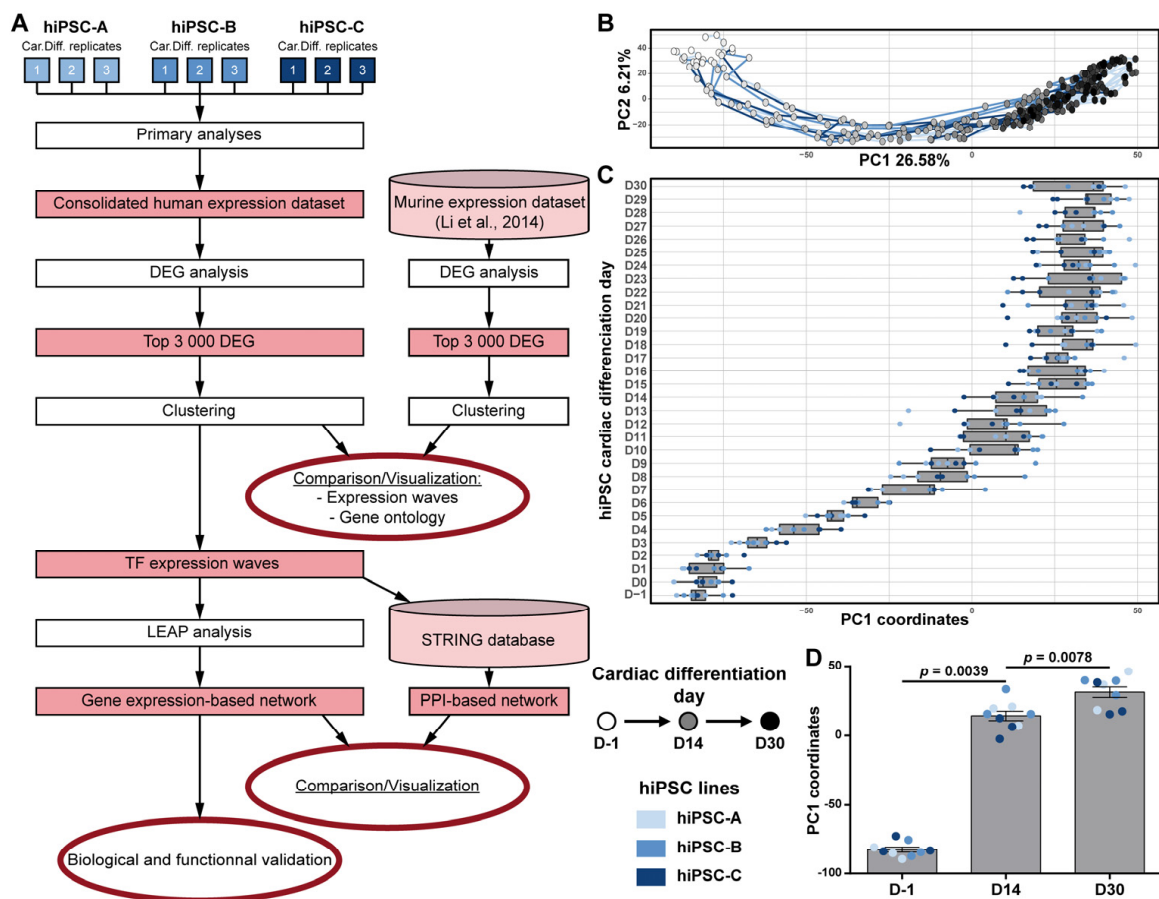 A
hiPSC-A
hiPSC-B
hiPSC-C
Car.Diff. replicates
Car.Diff. replicates
Car.Diff. replicates
1 2 3
1 2 3
1 2 3
Primary analyses
Consolidated human expression dataset
Murine expression dataset
(Li et al., 2014)
DEG analysis
DEG analysis
Top 3 000 DEG
Top 3 000 DEG
Clustering
Clustering
Comparison/Visualization:
- Expression waves
- Gene ontology
TF expression waves
LEAP analysis
STRING database
Gene expression-based network
PPI-based network
Comparison/Visualization
Biological and functionnal validation
B
PC2 6.21%
40
20
0
−20
−50
0
50
PC1 26.58%
C
hiPSC cardiac differenciation day
D30
D29
D28
D27
D26
D25
D24
D23
D22
D21
D20
D19
D18
D17
D16
D15
D14
D13
D12
D11
D10
D9
D8
D7
D6
D5
D4
D3
D2
D1
D0
D−1
−50
0
50
PC1 coordinates
Cardiac differentiation
day
D-1
D14
D30
hiPSC lines
hiPSC-A
hiPSC-B
hiPSC-C
D
PC1 coordinates
50
0
-50
-100
p = 0.0039
p = 0.0078
D-1
D14
D30